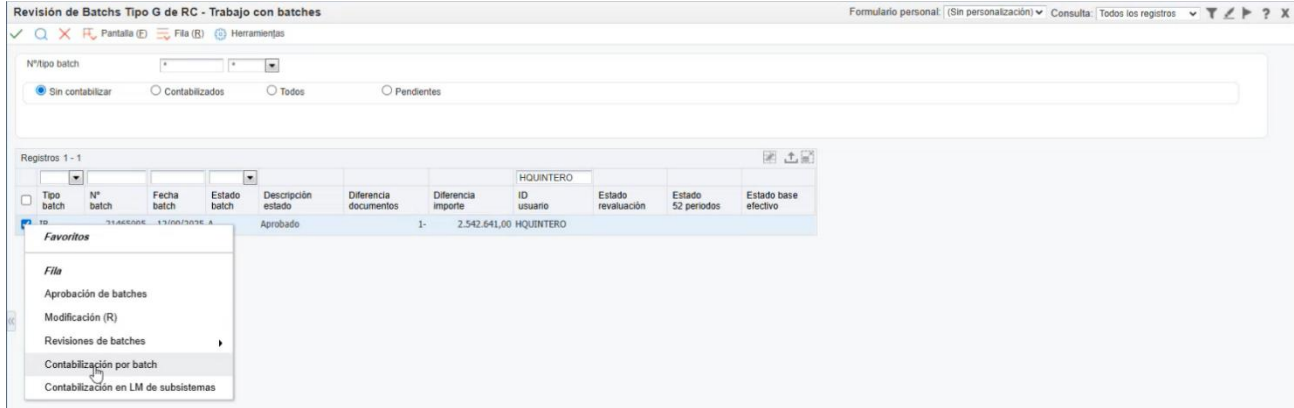 Revisión de Batchs Tipo G de RC - Trabajo con batches
Formulario personal: (Sin personalización) Consulta: Todos los registros ? X
Pantalla (F) Fila (R) Herramientas
Nº/tipo batch * *
Sin contabilizar Contabilizados Todos Pendientes
Registros 1 - 1
HQUINTERO
Tipo batch Nº batch Fecha batch Estado batch Descripción estado Diferencia documentos Diferencia importe ID usuario Estado revaluación Estado 52 periodos Estado base efectivo
A Aprobado 1- 2.542.641,00 HQUINTERO
Favoritos
Fila
Aprobación de batches
Modificación (R)
Revisiones de batches
Contabilización por batch
Contabilización en LM de subsistemas